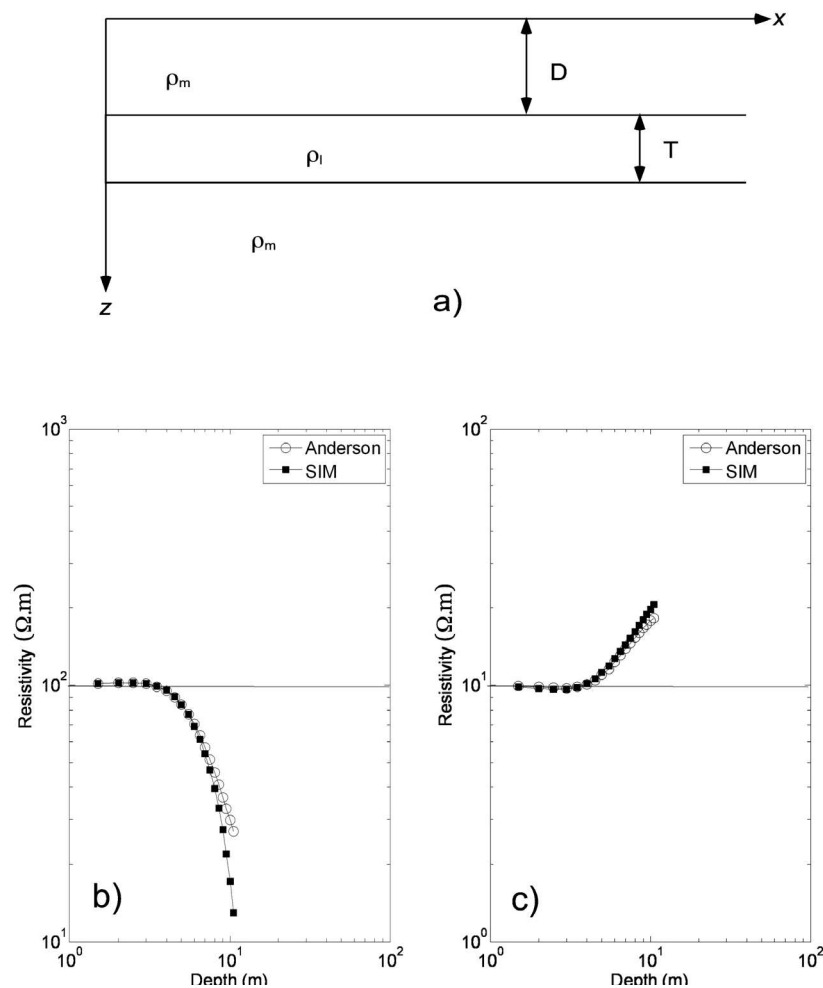 x
D
ρm
T
ρl
ρm
z
a)
10³
Anderson
SIM
Resistivity (Ω.m)
10²
b)
10¹
10⁰
10¹
10²
Depth (m)
10²
Anderson
SIM
Resistivity (Ω.m)
10¹
c)
10⁰
10⁰
10¹
10²
Depth (m)